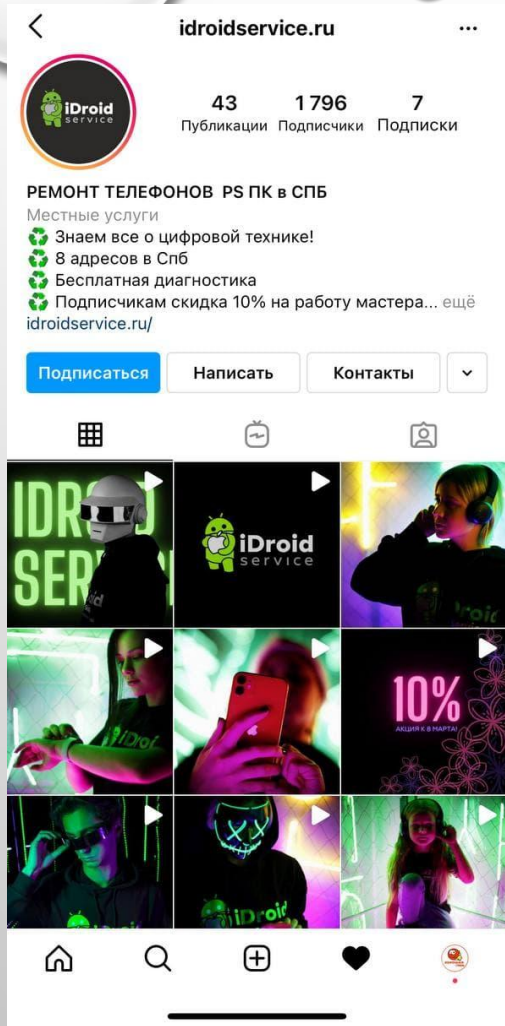 idroidservice.ru
iDroid
service
43
1 796
7
Публикации
Подписчики
Подписки
РЕМОНТ ТЕЛЕФОНОВ PS ПК в СПБ
Местные услуги
Знаем все о цифровой технике!
8 адресов в Спб
Бесплатная диагностика
Подписчикам скидка 10% на работу мастера... ещё
idroidservice.ru/
Подписаться
Написать
Контакты
iDroid
service
10%
АКЦИЯ К 8 МАРТА!
iDroid